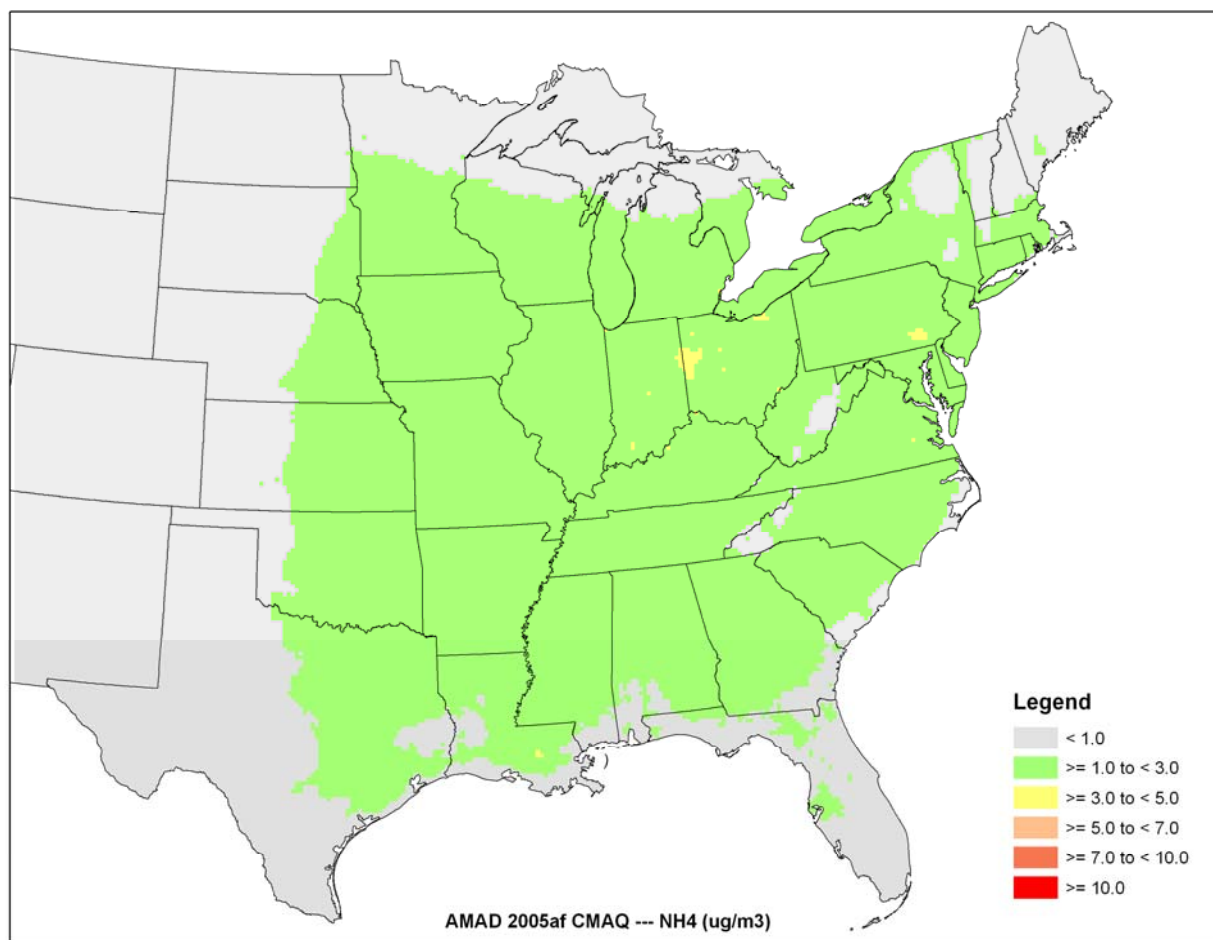 Legend
< 1.0
>= 1.0 to < 3.0
>= 3.0 to < 5.0
>= 5.0 to < 7.0
>= 7.0 to < 10.0
>= 10.0
AMAD 2005af CMAQ --- NH4 (ug/m3)